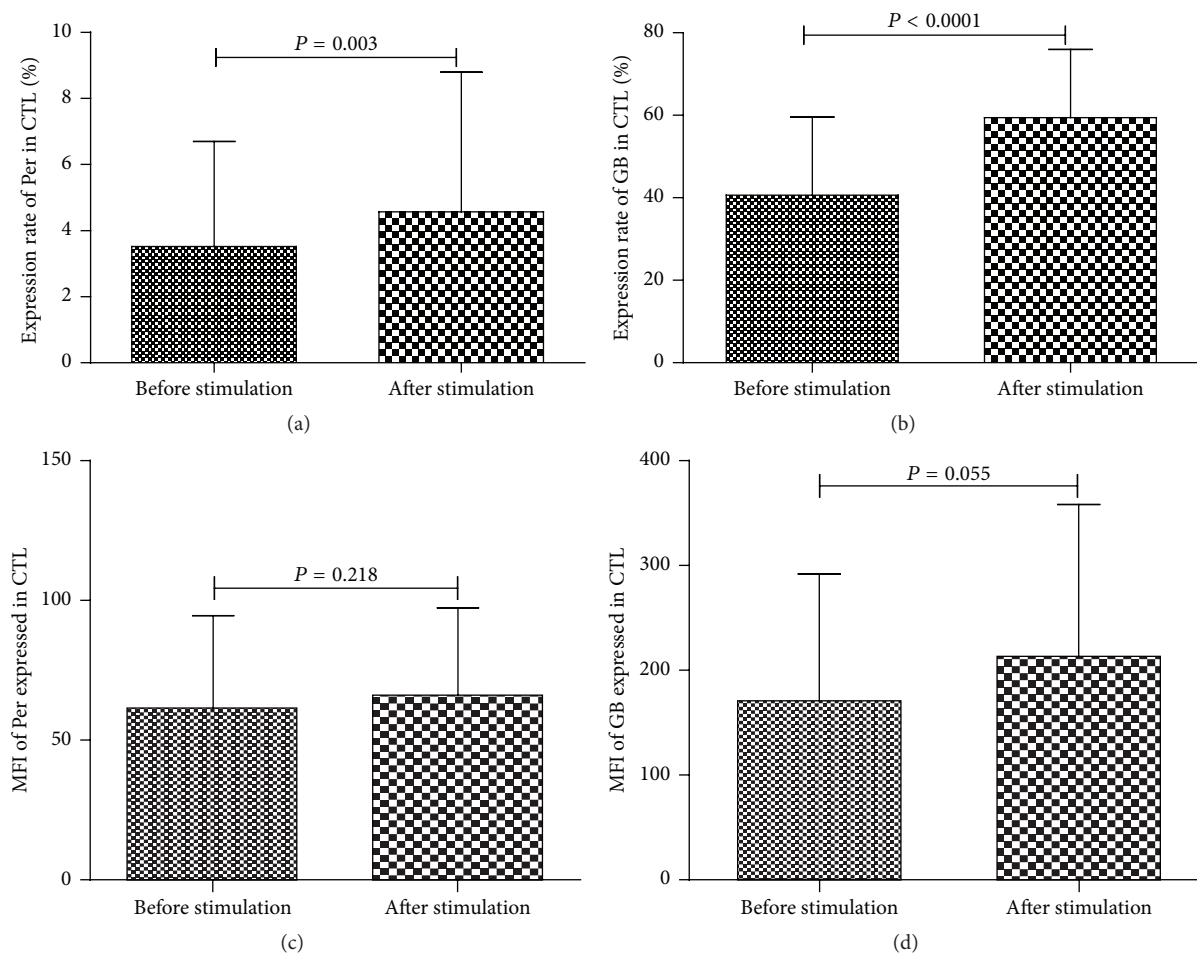 Expression rate of Per in CTL (%)
10
8
6
4
2
0
P = 0.003
Before stimulation
After stimulation
(a)
Expression rate of GB in CTL (%)
80
60
40
20
0
P < 0.0001
Before stimulation
After stimulation
(b)
MFI of Per expressed in CTL
150
100
50
0
P = 0.218
Before stimulation
After stimulation
(c)
MFI of GB expressed in CTL
400
300
200
100
0
P = 0.055
Before stimulation
After stimulation
(d)